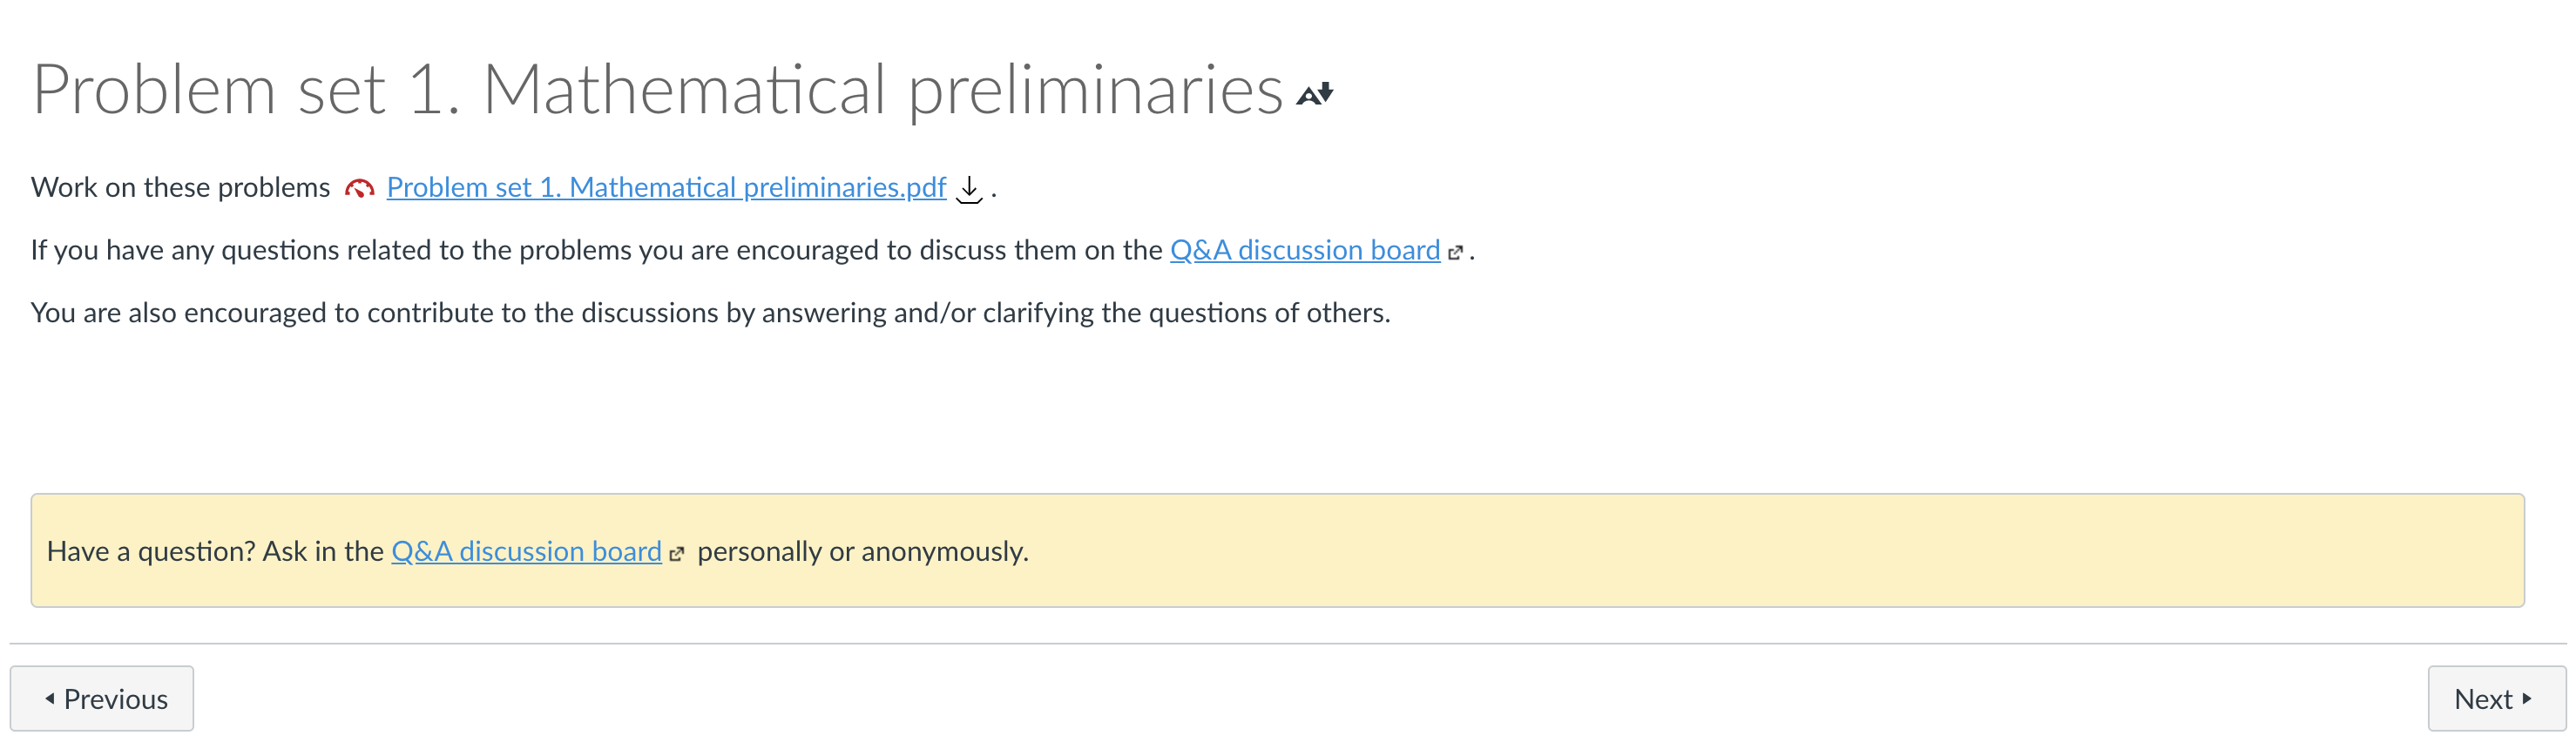 Problem set 1. Mathematical preliminaries
Work on these problems Problem set 1. Mathematical preliminaries.pdf .
If you have any questions related to the problems you are encouraged to discuss them on the Q&A discussion board .
You are also encouraged to contribute to the discussions by answering and/or clarifying the questions of others.
Have a question? Ask in the Q&A discussion board personally or anonymously.
Previous
Next